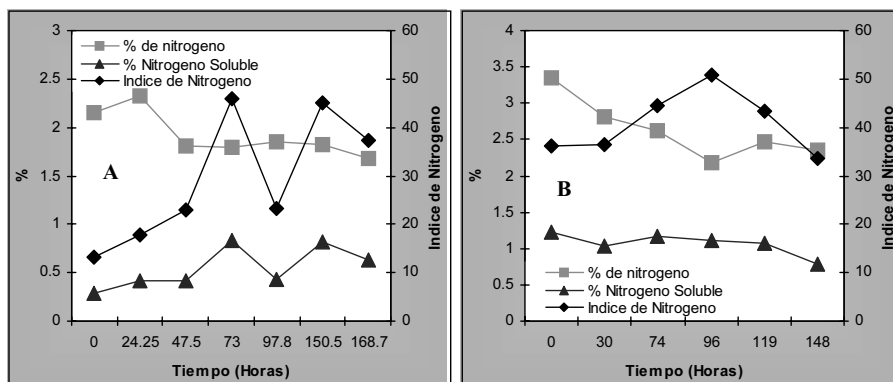 3
2.5
2
1.5
1
0.5
0
%
60
50
40
30
20
10
0
Indice de Nitrogeno
% de nitrogeno
% Nitrogeno Soluble
Indice de Nitrogeno
A
0 24.25 47.5 73 97.8 150.5 168.7
Tiempo (Horas)
4
3.5
3
2.5
2
1.5
1
0.5
0
%
60
50
40
30
20
10
0
Indice de Nitrogeno
B
% de nitrogeno
% Nitrogeno Soluble
Indice de Nitrogeno
0 30 74 96 119 148
Tiempo (Horas)